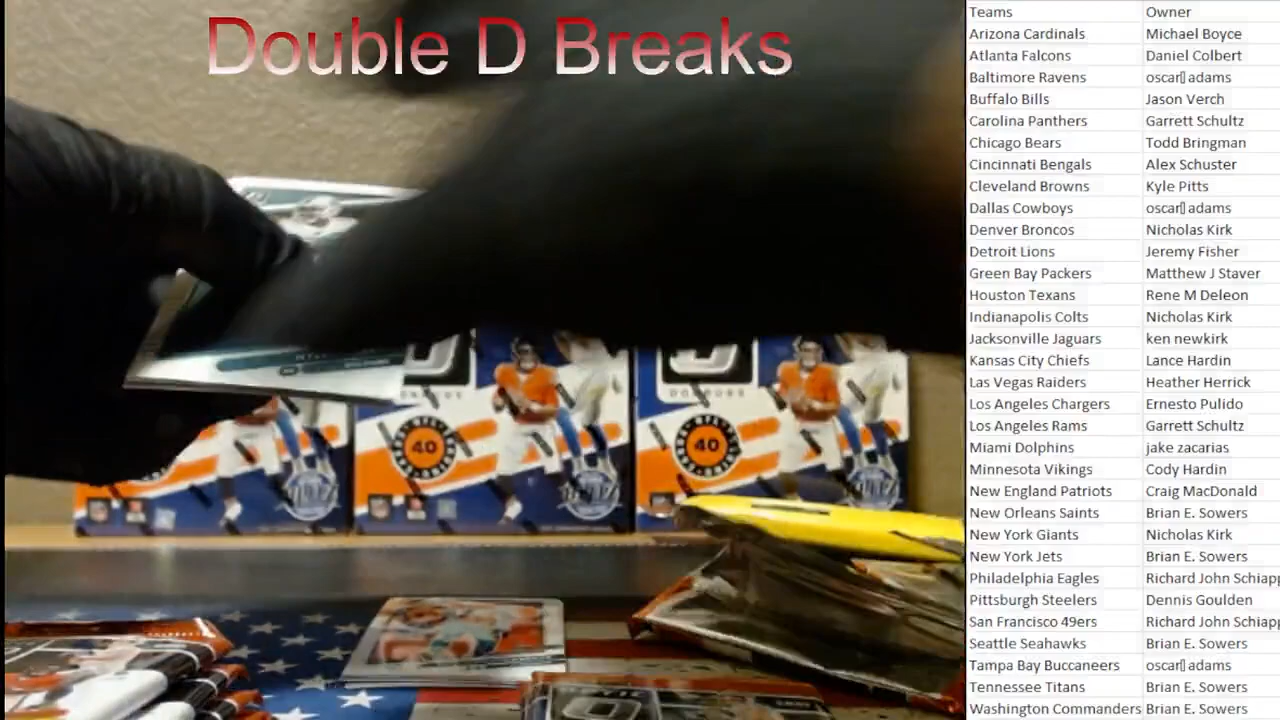 Double D Breaks
Teams Owner
Arizona Cardinals Michael Boyce
Atlanta Falcons Daniel Colbert
Baltimore Ravens oscar▯ adams
Buffalo Bills Jason Verch
Carolina Panthers Garrett Schultz
Chicago Bears Todd Bringman
Cincinnati Bengals Alex Schuster
Cleveland Browns Kyle Pitts
Dallas Cowboys oscar▯ adams
Denver Broncos Nicholas Kirk
Detroit Lions Jeremy Fisher
Green Bay Packers Matthew J Staver
Houston Texans Rene M Deleon
Indianapolis Colts Nicholas Kirk
Jacksonville Jaguars ken newkirk
Kansas City Chiefs Lance Hardin
Las Vegas Raiders Heather Herrick
Los Angeles Chargers Ernesto Pulido
Los Angeles Rams Garrett Schultz
Miami Dolphins jake zacarias
Minnesota Vikings Cody Hardin
New England Patriots Craig MacDonald
New Orleans Saints Brian E. Sowers
New York Giants Nicholas Kirk
New York Jets Brian E. Sowers
Philadelphia Eagles Richard John Schiapp
Pittsburgh Steelers Dennis Goulden
San Francisco 49ers Richard John Schiapp
Seattle Seahawks Brian E. Sowers
Tampa Bay Buccaneers oscar▯ adams
Tennessee Titans Brian E. Sowers
Washington Commanders Brian E. Sowers
40
40